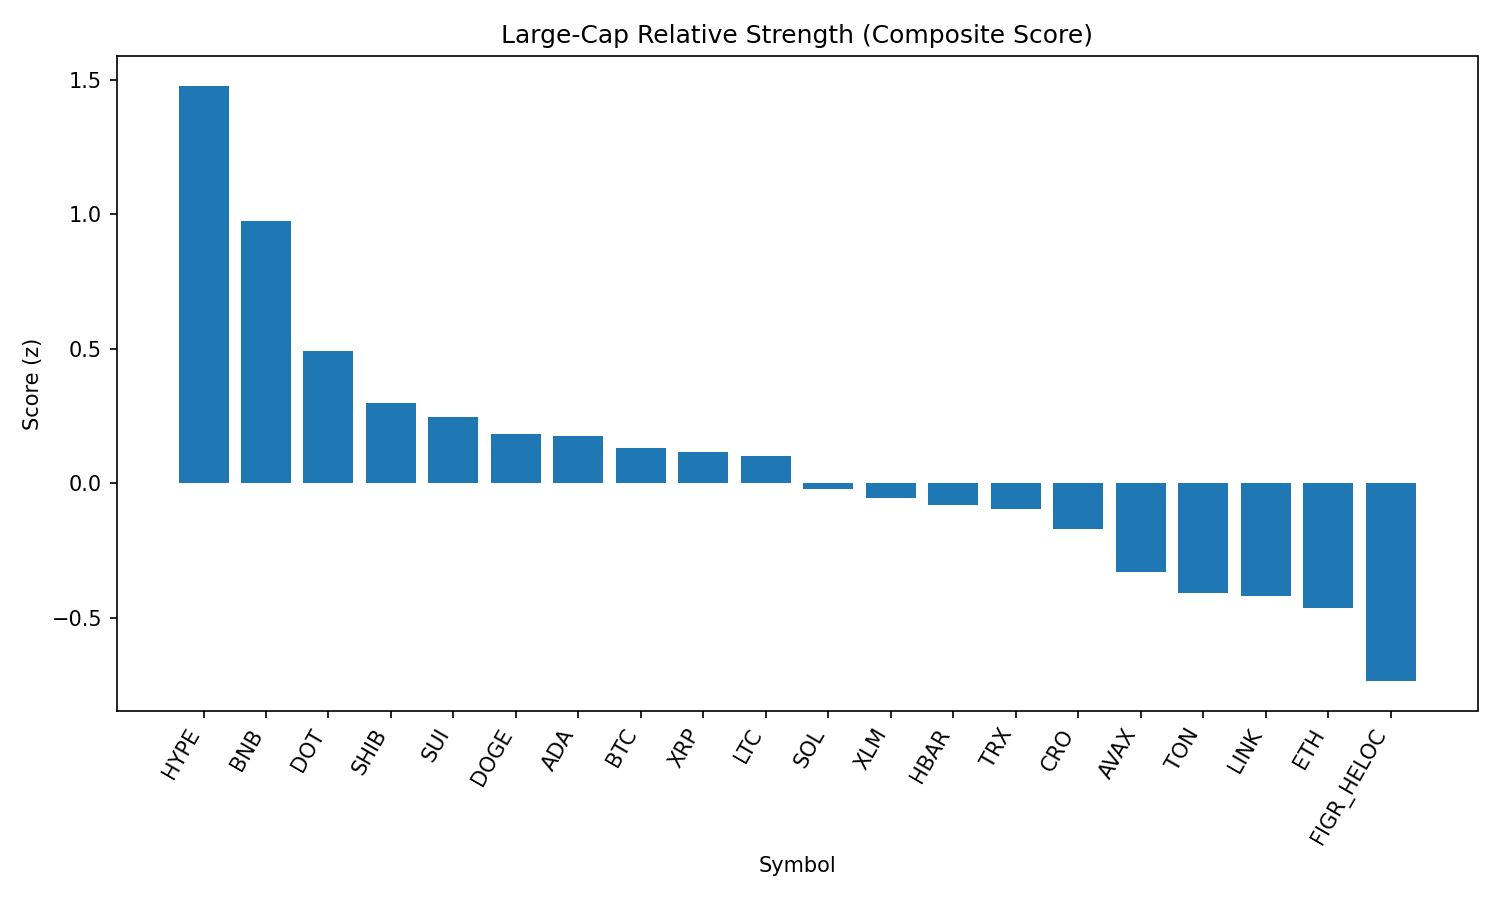 Large-Cap Relative Strength (Composite Score)
Score (z)
1.5
1.0
0.5
0.0
−0.5
HYPE
BNB
DOT
SHIB
SUI
DOGE
ADA
BTC
XRP
LTC
SOL
XLM
HBAR
TRX
CRO
AVAX
TON
LINK
ETH
FIGR_HELOC
Symbol